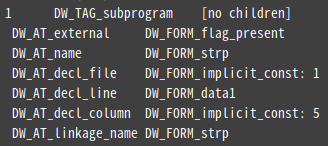 1 DW_TAG_subprogram [no children]
DW_AT_external DW_FORM_flag_present
DW_AT_name DW_FORM_strp
DW_AT_decl_file DW_FORM_implicit_const: 1
DW_AT_decl_line DW_FORM_data1
DW_AT_decl_column DW_FORM_implicit_const: 5
DW_AT_linkage_name DW_FORM_strp